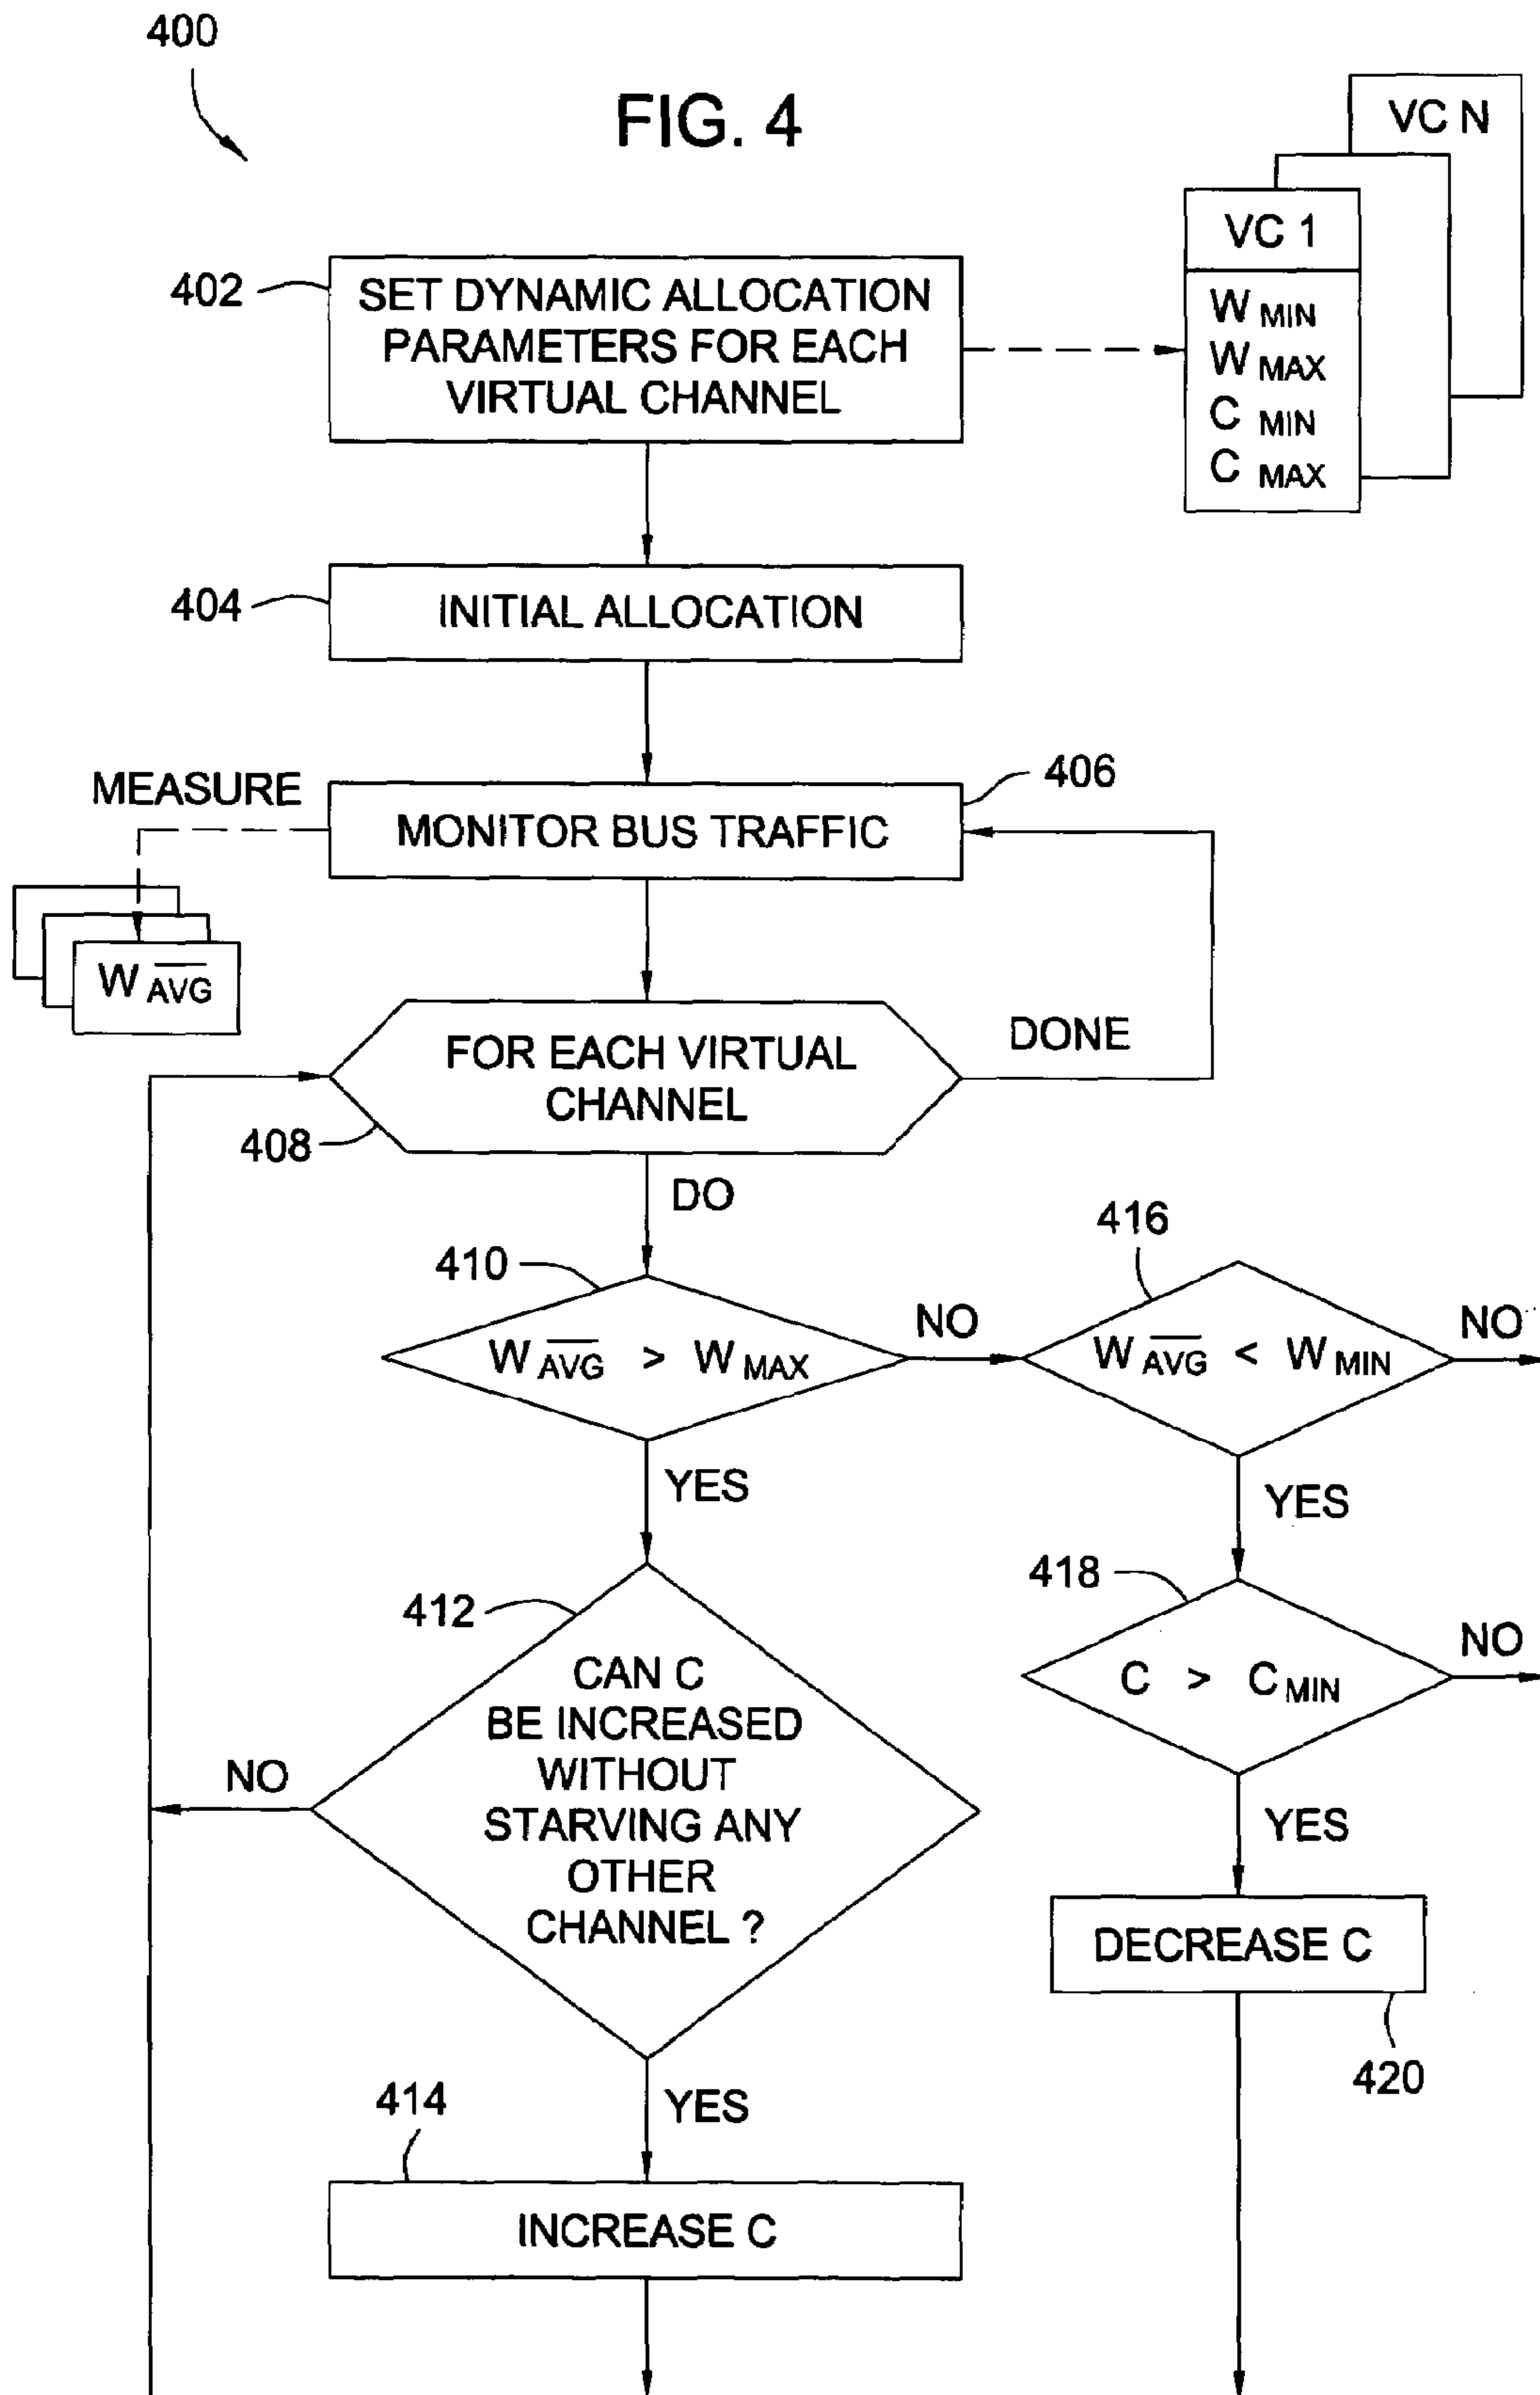 400
FIG. 4
VC N
VC 1
W MIN
W MAX
C MIN
C MAX
402
SET DYNAMIC ALLOCATION
PARAMETERS FOR EACH
VIRTUAL CHANNEL
404
INITIAL ALLOCATION
MEASURE
406
MONITOR BUS TRAFFIC
W AVG
FOR EACH VIRTUAL
CHANNEL
DONE
408
DO
410
416
W AVG > W MAX
NO
W AVG < W MIN
NO
YES
YES
412
418
CAN C
BE INCREASED
WITHOUT
STARVING ANY
OTHER
CHANNEL ?
NO
C > C MIN
NO
YES
DECREASE C
420
YES
414
INCREASE C